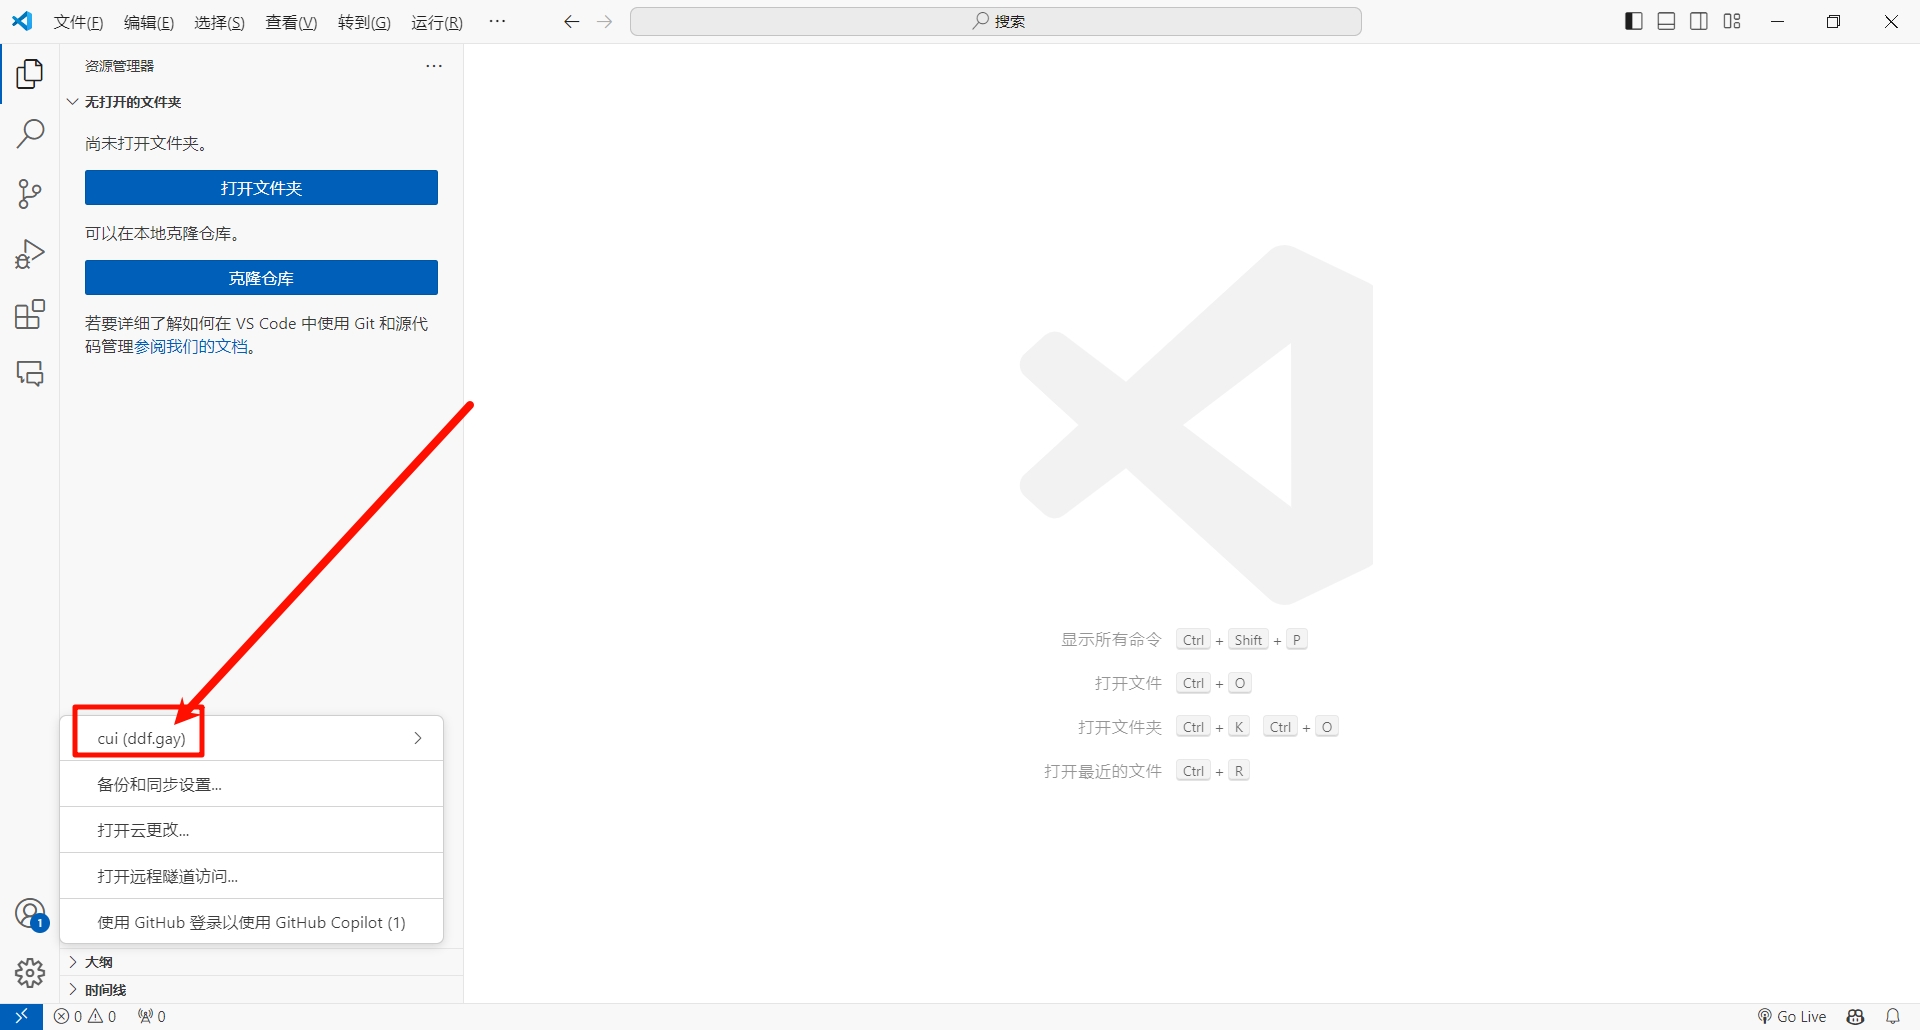 文件(F) 编辑(E) 选择(S) 查看(V) 转到(G) 运行(R) ··· 搜索
资源管理器 ···
无打开的文件夹
尚未打开文件夹。
打开文件夹
可以在本地克隆仓库。
克隆仓库
若要详细了解如何在 VS Code 中使用 Git 和源代
码管理参阅我们的文档。
显示所有命令 Ctrl + Shift + P
打开文件 Ctrl + O
打开文件夹 Ctrl + K Ctrl + O
打开最近的文件 Ctrl + R
cui (ddf.gay)
备份和同步设置...
打开云更改...
打开远程隧道访问...
使用 GitHub 登录以使用 GitHub Copilot (1)
1
大纲
时间线
0 0 0 Go Live